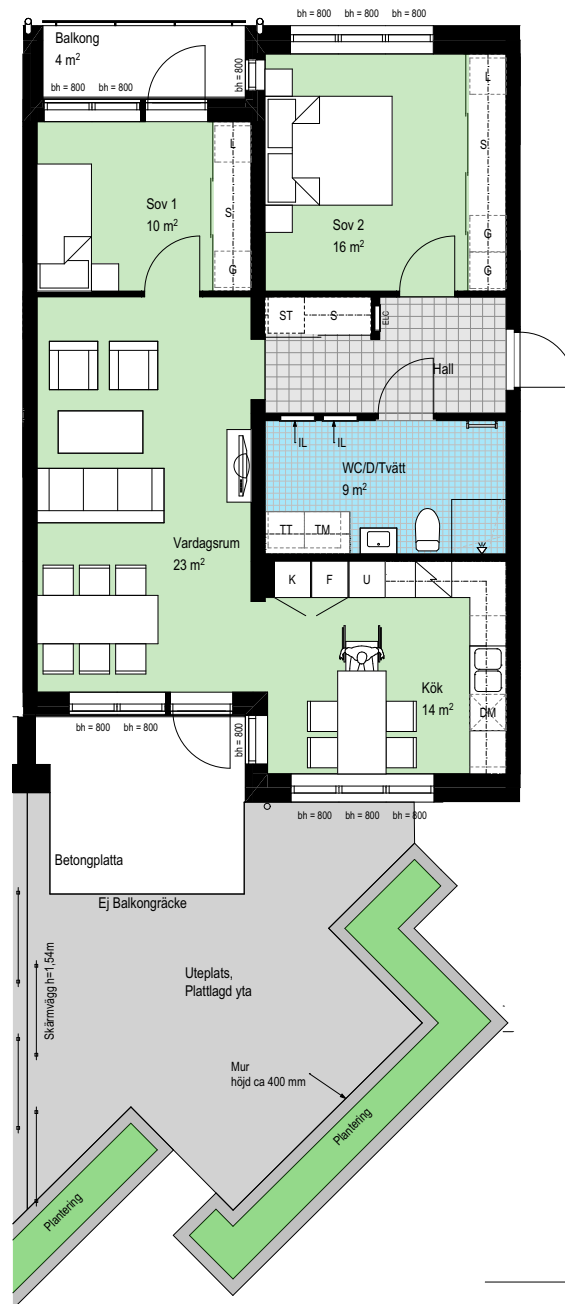 bh = 800 bh = 800 bh = 800
Balkong
4 m²
bh = 800 bh = 800
bh = 800
L
S
G
G
Sov 1
10 m²
L
S
G
Sov 2
16 m²
ST
S
ELC
Hall
IL
IL
WC/D/Tvätt
9 m²
TT
TM
Vardagsrum
23 m²
K
F
U
Kök
14 m²
DM
bh = 800 bh = 800
bh = 800
bh = 800 bh = 800 bh = 800
Betongplatta
Ej Balkongräcke
Skärmvägg h=1,54m
Uteplats,
Plattlagd yta
Mur
höjd ca 400 mm
Plantering
Plantering